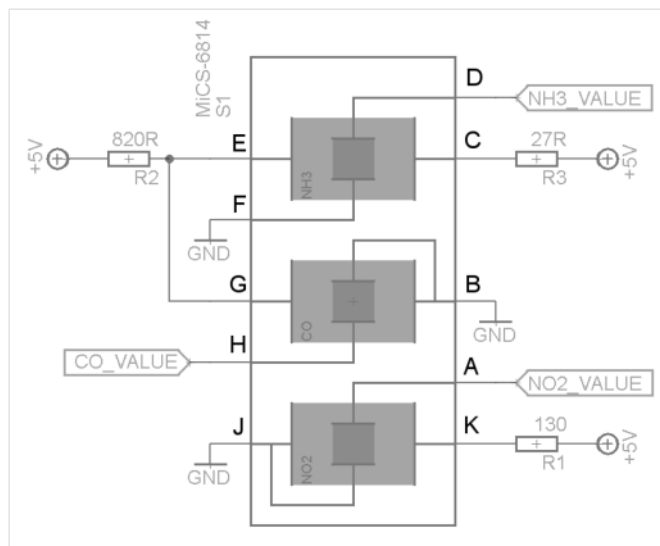 MiCS-6814
S1
D
NH3_VALUE
820R
E
C
27R
+5V
R2
NH3
R3
+5V
F
GND
G
B
CO
GND
H
CO_VALUE
A
NO2_VALUE
J
K
130
GND
NO2
R1
+5V